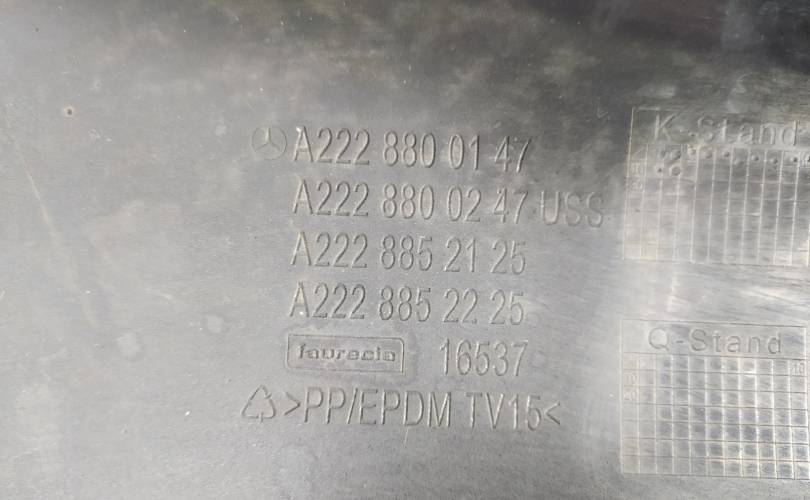 A222 880 01 47
A222 880 02 47 USS
A222 885 21 25
A222 885 22 25
faurecia 16537
>PP/EPDM TV15<
K-Stand
Q-Stand